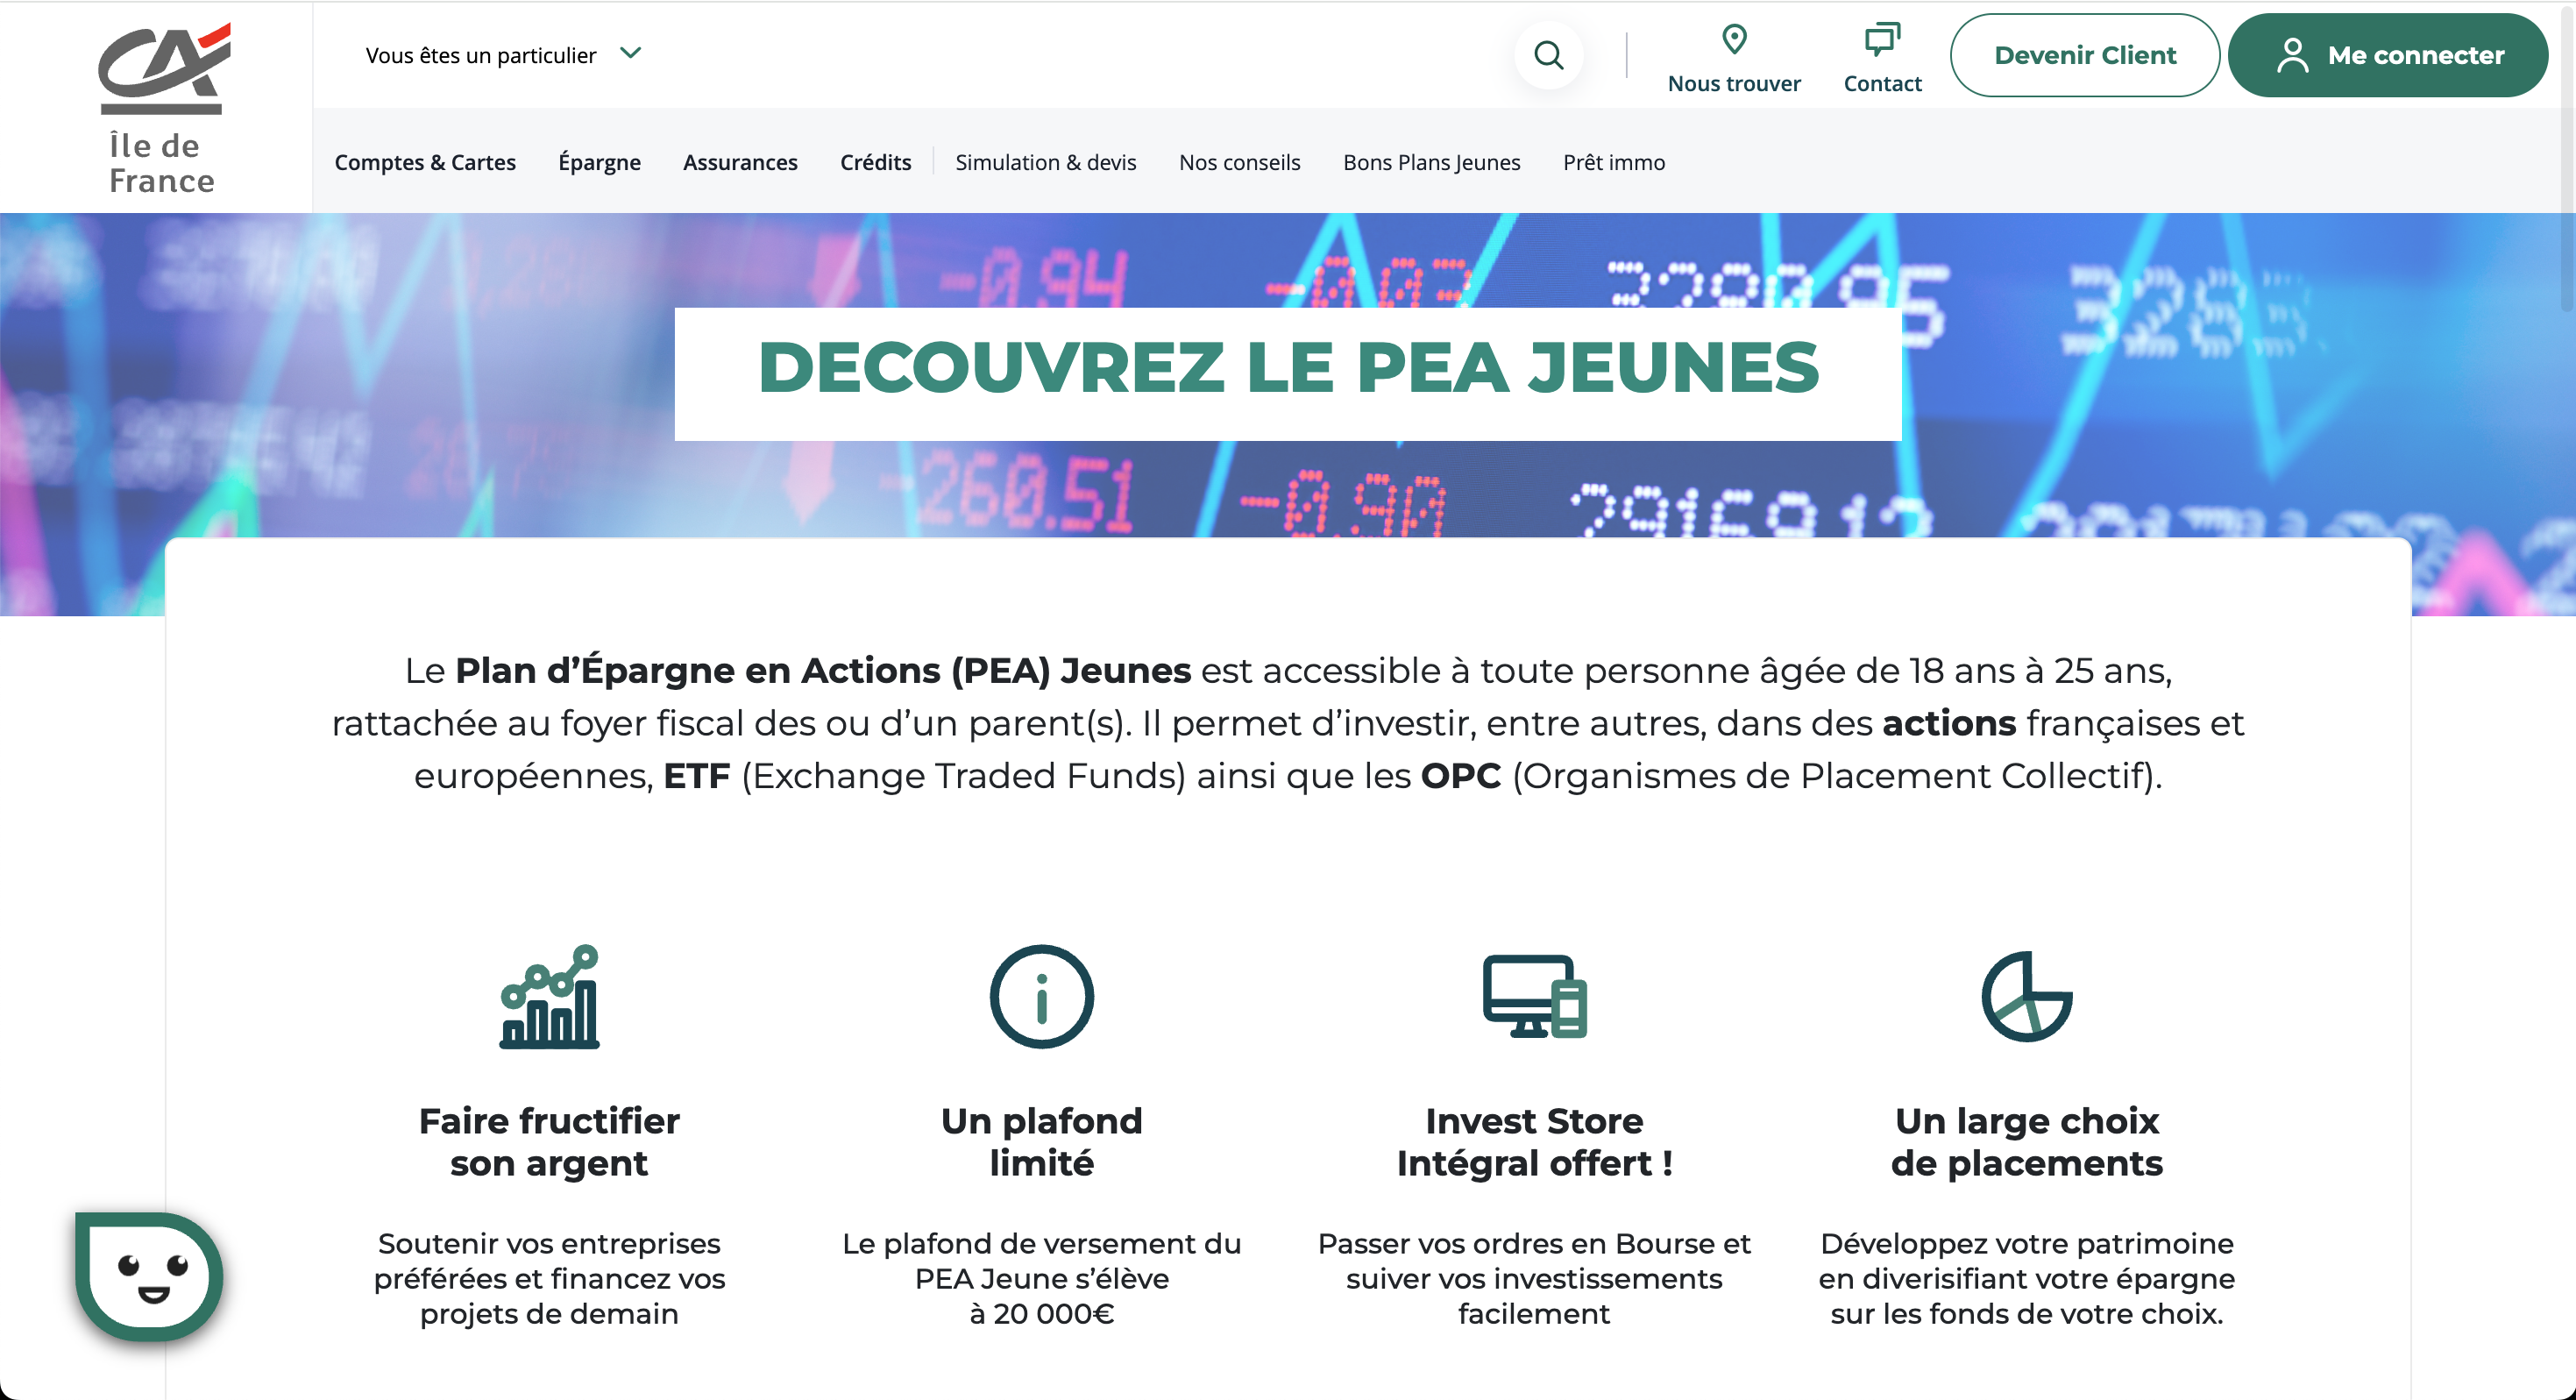 CA
Île de
France
Vous êtes un particulier
Nous trouver
Contact
Devenir Client
Me connecter
Comptes & Cartes
Épargne
Assurances
Crédits
Simulation & devis
Nos conseils
Bons Plans Jeunes
Prêt immo
-0.94
DECOUVREZ LE PEA JEUNES
-260.51
-0.90
Le Plan d’Épargne en Actions (PEA) Jeunes est accessible à toute personne âgée de 18 ans à 25 ans,
rattachée au foyer fiscal des ou d’un parent(s). Il permet d’investir, entre autres, dans des actions françaises et
européennes, ETF (Exchange Traded Funds) ainsi que les OPC (Organismes de Placement Collectif).
Faire fructifier
son argent
Soutenir vos entreprises
préférées et financez vos
projets de demain
Un plafond
limité
Le plafond de versement du
PEA Jeune s’élève
à 20 000€
Invest Store
Intégral offert !
Passer vos ordres en Bourse et
suiver vos investissements
facilement
Un large choix
de placements
Développez votre patrimoine
en diverisifiant votre épargne
sur les fonds de votre choix.